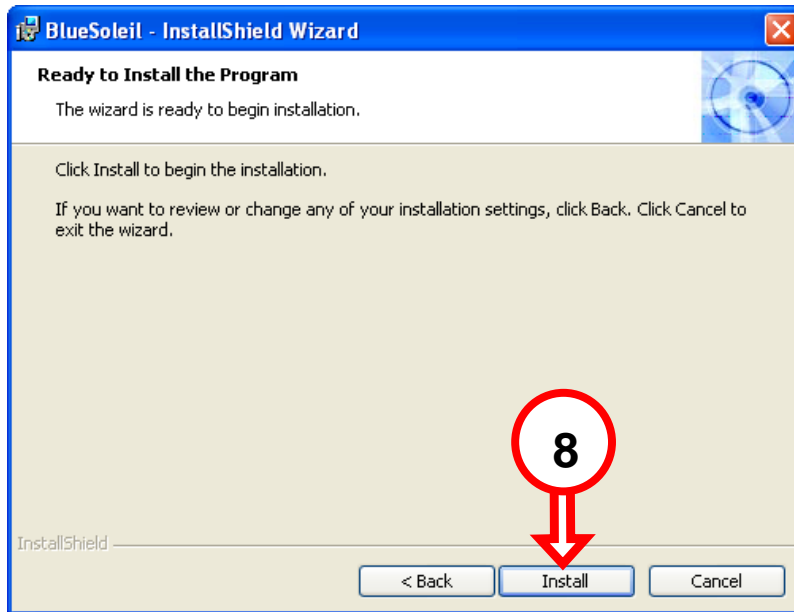 BlueSoleil - InstallShield Wizard
Ready to Install the Program
The wizard is ready to begin installation.
Click Install to begin the installation.
If you want to review or change any of your installation settings, click Back. Click Cancel to
exit the wizard.
8
InstallShield
< Back Install Cancel